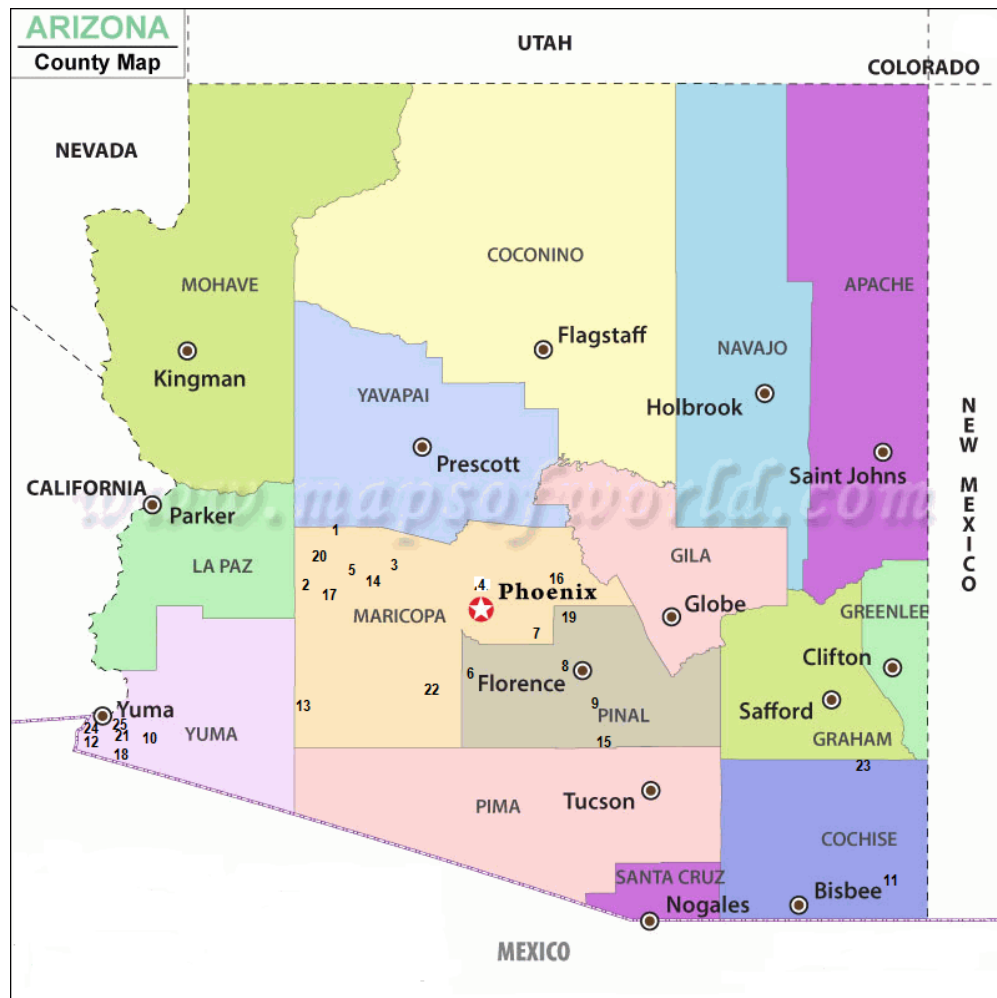 ARIZONA
County Map
UTAH
COLORADO
NEVADA
MOHAVE
COCONINO
APACHE
Kingman
Flagstaff
NAVAJO
YAVAPAI
Holbrook
NEW MEXICO
Prescott
Saint Johns
CALIFORNIA
Parker
www.mapsofworld.com
1
20
5
3
14
2
17
LA PAZ
MARICOPA
4
16
Phoenix
GILA
Globe
GREENLEE
19
7
6
8
Florence
Clifton
22
9
13
PINAL
Safford
Yuma
24
25
12
21
10
18
YUMA
15
GRAHAM
23
PIMA
Tucson
COCHISE
SANTA CRUZ
Bisbee
11
Nogales
MEXICO